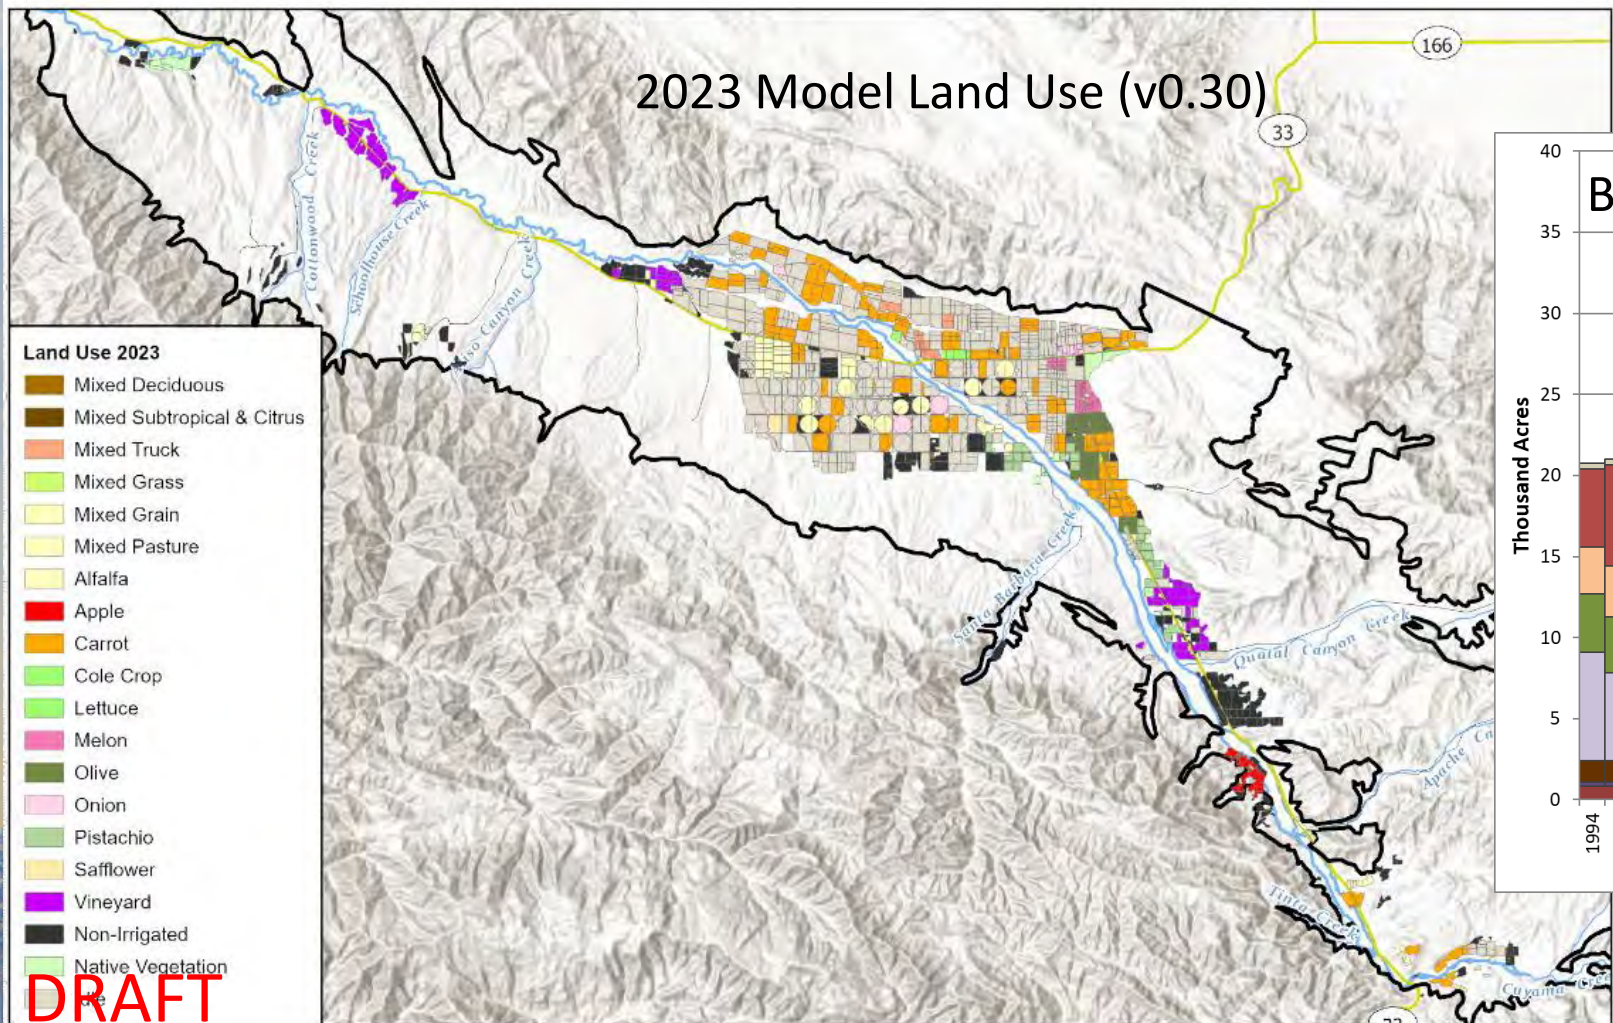 2023 Model Land Use (v0.30)
166
33
Cottonwood Creek
Schoolhouse Creek
Canyon Creek
Santa Barbara Creek
Quatal Canyon Creek
Apache
Tinta Creek
Cuyama
33
Land Use 2023
Mixed Deciduous
Mixed Subtropical & Citrus
Mixed Truck
Mixed Grass
Mixed Grain
Mixed Pasture
Alfalfa
Apple
Carrot
Cole Crop
Lettuce
Melon
Olive
Onion
Pistachio
Safflower
Vineyard
Non-Irrigated
Native Vegetation
DRAFT
B
Thousand Acres
40
35
30
25
20
15
10
5
0
1994